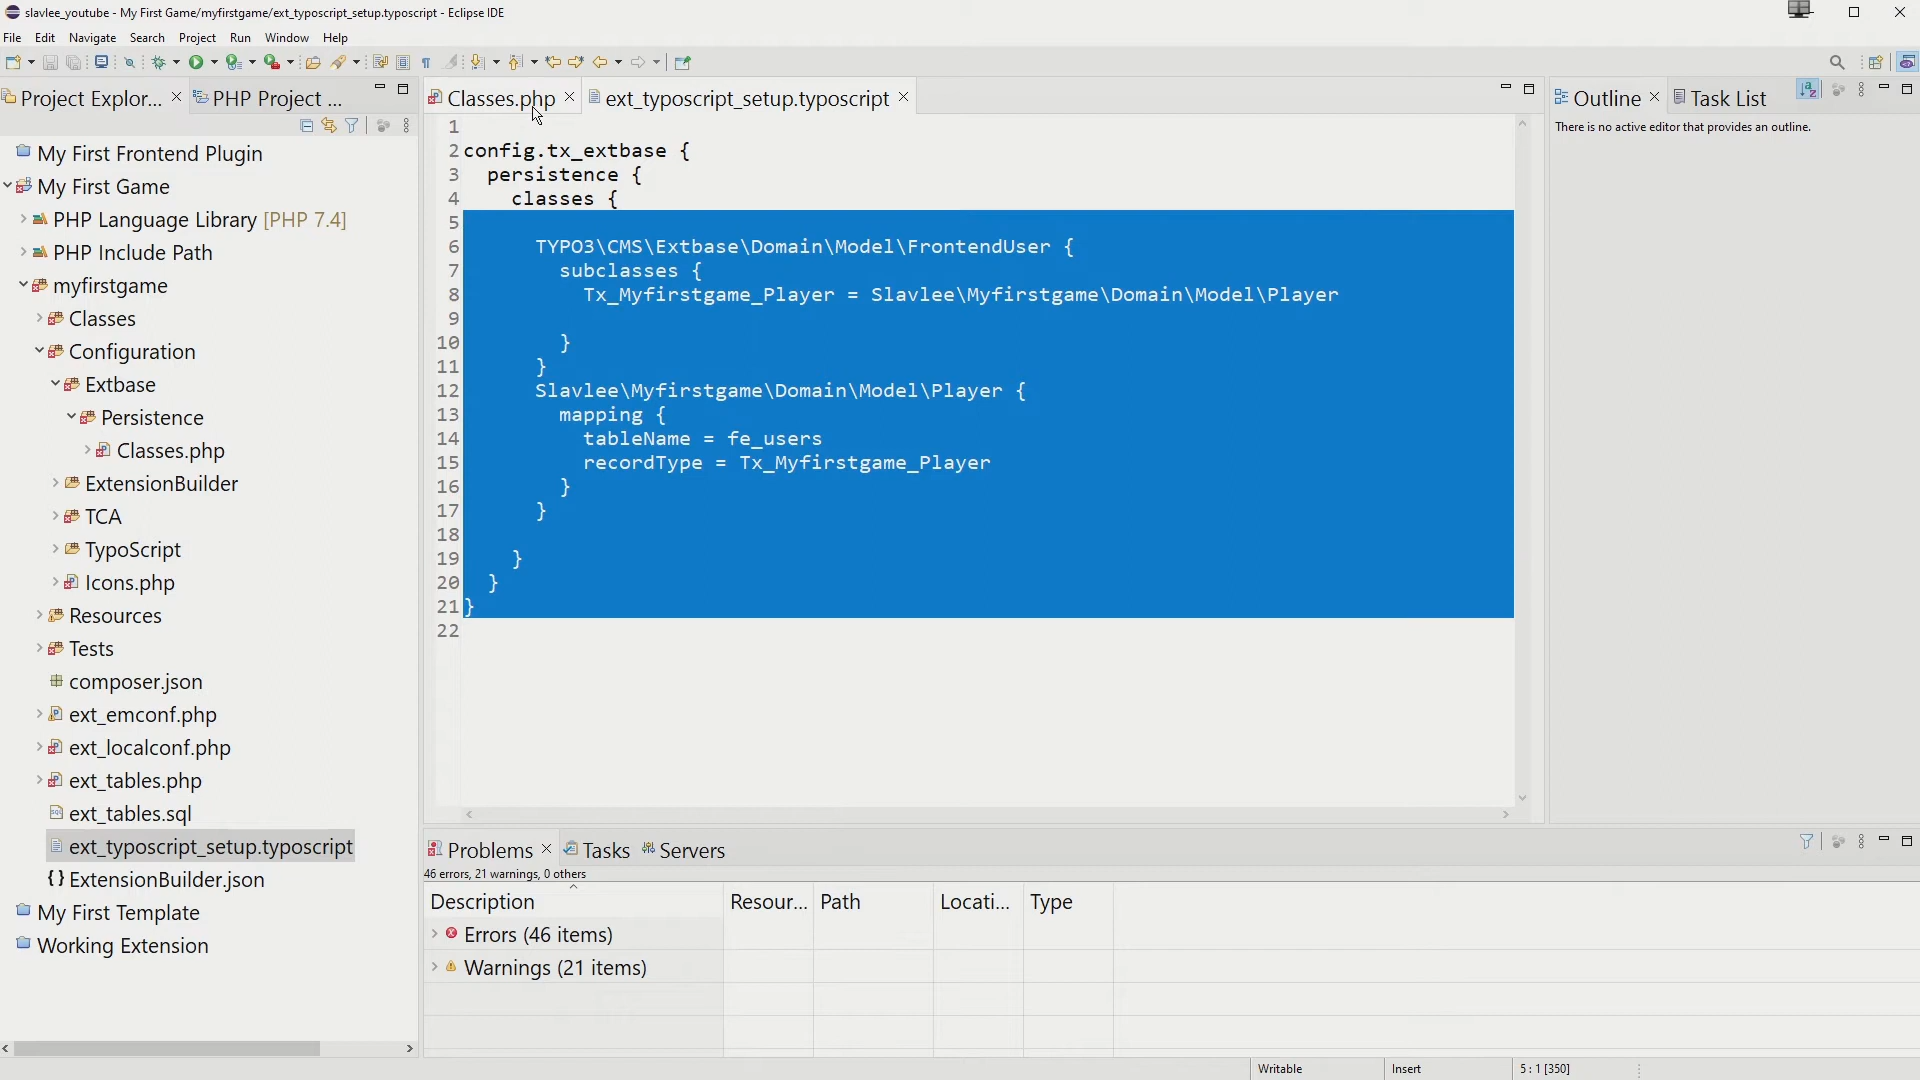 slavlee_youtube - My First Game/myfirstgame/ext_typoscript_setup.typoscript - Eclipse IDE
File Edit Navigate Search Project Run Window Help
Project Explor... PHP Project ...
My First Frontend Plugin
My First Game
PHP Language Library [PHP 7.4]
PHP Include Path
myfirstgame
Classes
Configuration
Extbase
Persistence
Classes.php
ExtensionBuilder
TCA
TypoScript
Icons.php
Resources
Tests
composer.json
ext_emconf.php
ext_localconf.php
ext_tables.php
ext_tables.sql
ext_typoscript_setup.typoscript
ExtensionBuilder.json
My First Template
Working Extension
Classes.php ext_typoscript_setup.typoscript
1
2 config.tx_extbase {
3 persistence {
4 classes {
5
6 TYPO3\CMS\Extbase\Domain\Model\FrontendUser {
7 subclasses {
8 Tx_Myfirstgame_Player = Slavlee\Myfirstgame\Domain\Model\Player
9
10 }
11 }
12 Slavlee\Myfirstgame\Domain\Model\Player {
13 mapping {
14 tableName = fe_users
15 recordType = Tx_Myfirstgame_Player
16 }
17 }
18
19 }
20 }
21 }
22
Outline Task List
There is no active editor that provides an outline.
Problems Tasks Servers
46 errors, 21 warnings, 0 others
Description Resour... Path Locati... Type
Errors (46 items)
Warnings (21 items)
Writable Insert 5 : 1 [350]